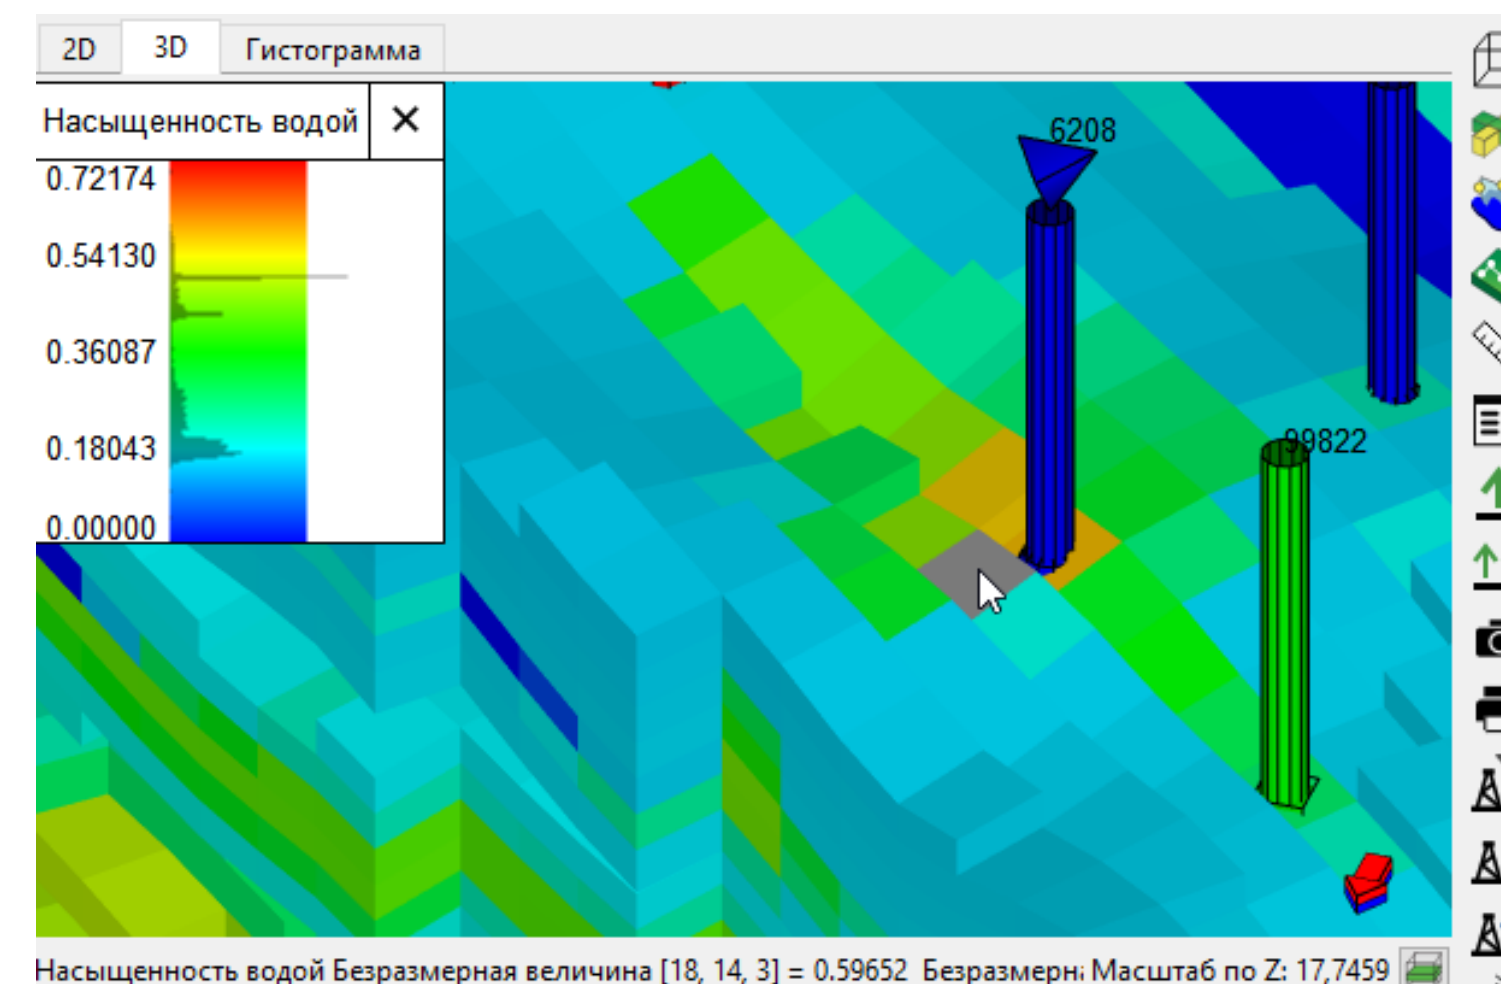 2D 3D Гистограмма
Насыщенность водой
0.72174
0.54130
0.36087
0.18043
0.00000
6208
99822
Насыщенность водой Безразмерная величина [18, 14, 3] = 0.59652 Безразмерн Масштаб по Z: 17,7459